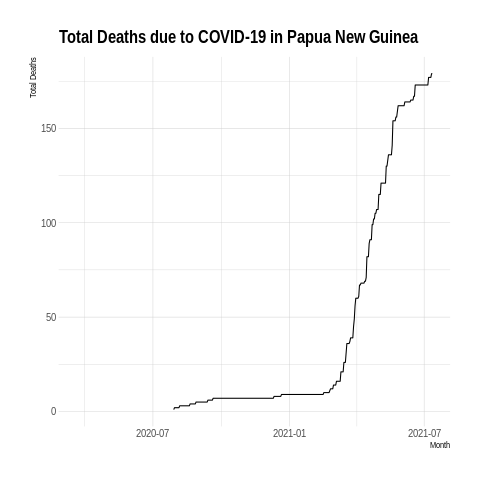 Total Deaths due to COVID-19 in Papua New Guinea
Total Deaths
150
100
50
0
2020-07
2021-01
2021-07
Month